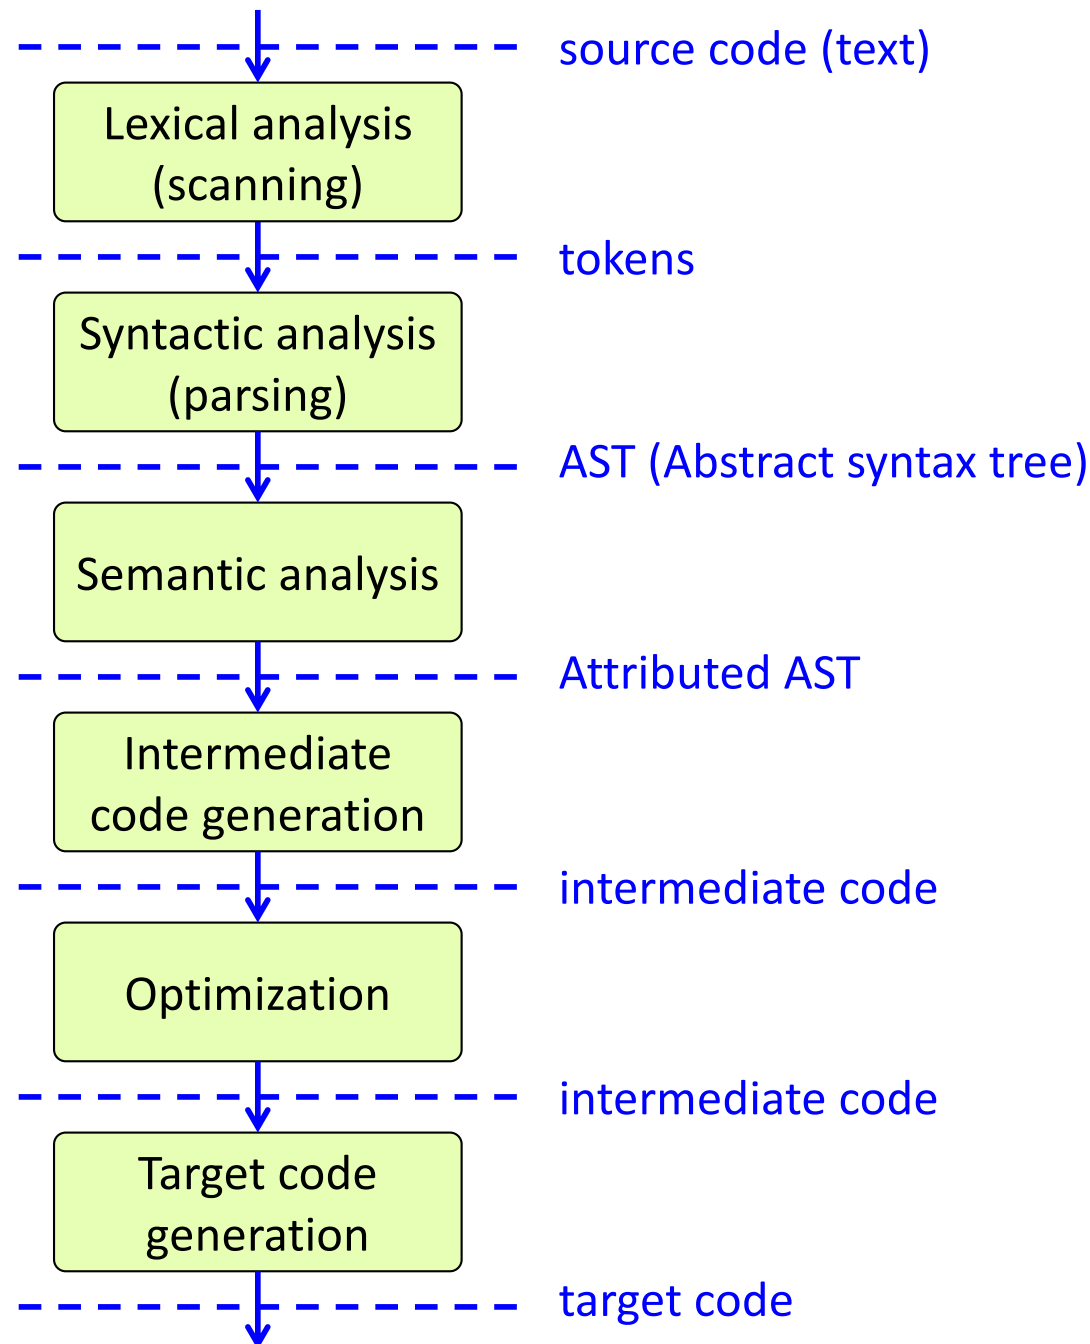 source code (text)
Lexical analysis
(scanning)
tokens
Syntactic analysis
(parsing)
AST (Abstract syntax tree)
Semantic analysis
Attributed AST
Intermediate
code generation
intermediate code
Optimization
intermediate code
Target code
generation
target code